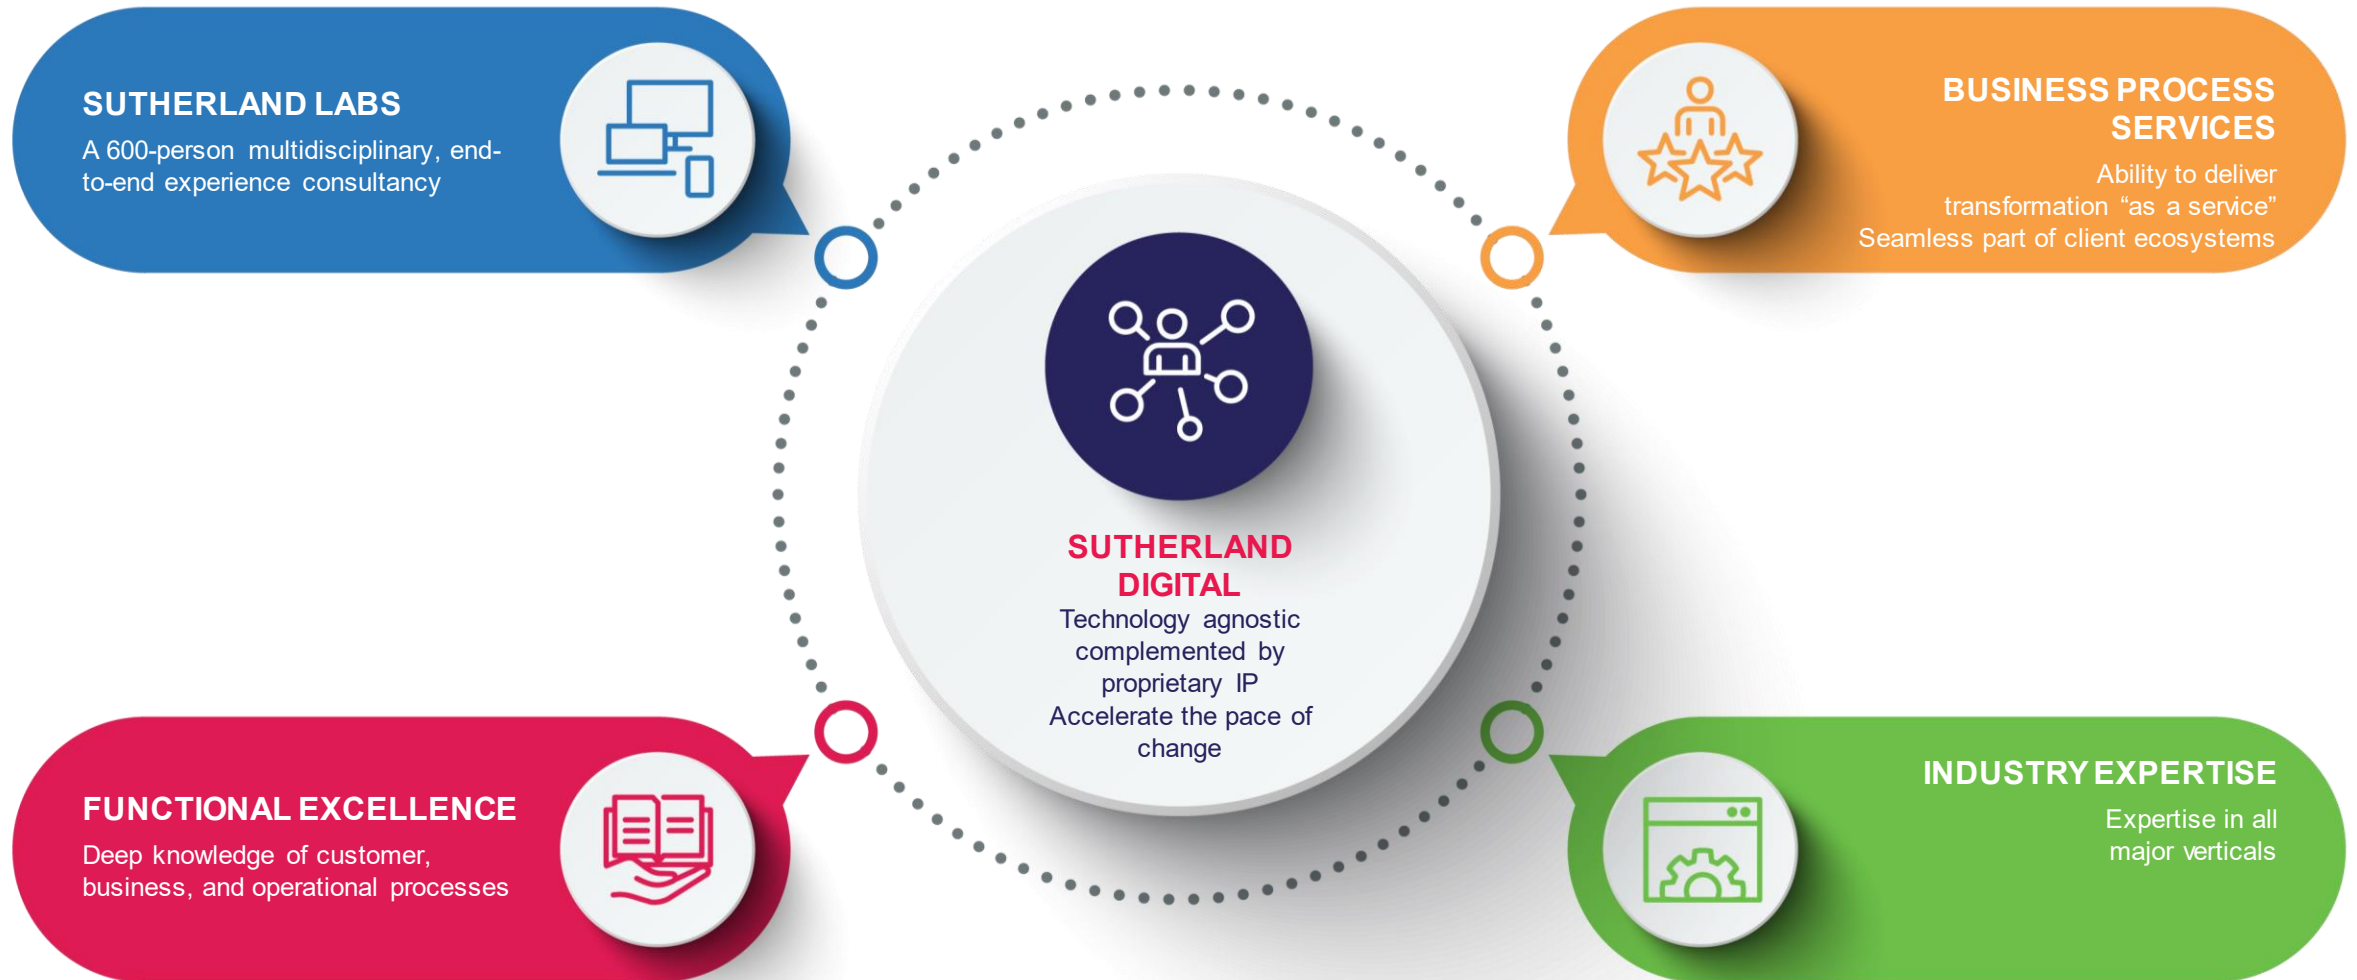 SUTHERLAND LABS
A 600-person multidisciplinary, end-
to-end experience consultancy
BUSINESS PROCESS
SERVICES
Ability to deliver
transformation “as a service”
Seamless part of client ecosystems
SUTHERLAND
DIGITAL
Technology agnostic
complemented by
proprietary IP
Accelerate the pace of
change
FUNCTIONAL EXCELLENCE
Deep knowledge of customer,
business, and operational processes
INDUSTRY EXPERTISE
Expertise in all
major verticals